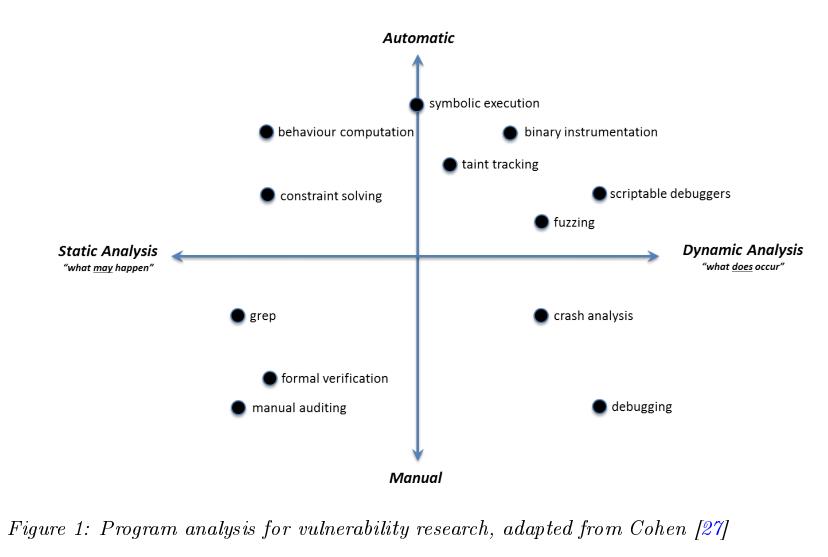 Automatic
symbolic execution
behaviour computation
binary instrumentation
taint tracking
constraint solving
scriptable debuggers
fuzzing
Static Analysis
"what may happen"
Dynamic Analysis
"what does occur"
grep
crash analysis
formal verification
manual auditing
debugging
Manual
Figure 1: Program analysis for vulnerability research, adapted from Cohen [27]